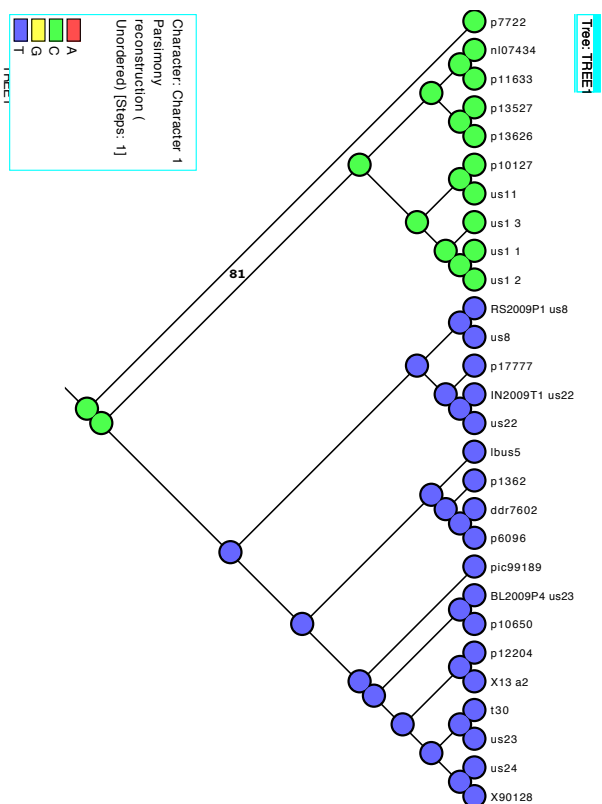 Tree: TREE1
Character: Character 1
Parsimony
reconstruction (
Unordered) [Steps: 1]
A
C
G
T
p7722
nl07434
p11633
p13527
p13626
p10127
us11
us1 3
us1 1
us1 2
81
RS2009P1 us8
us8
p17777
IN2009T1 us22
us22
lbus5
p1362
ddr7602
p6096
pic99189
BL2009P4 us23
p10650
p12204
X13 a2
t30
us23
us24
X90128